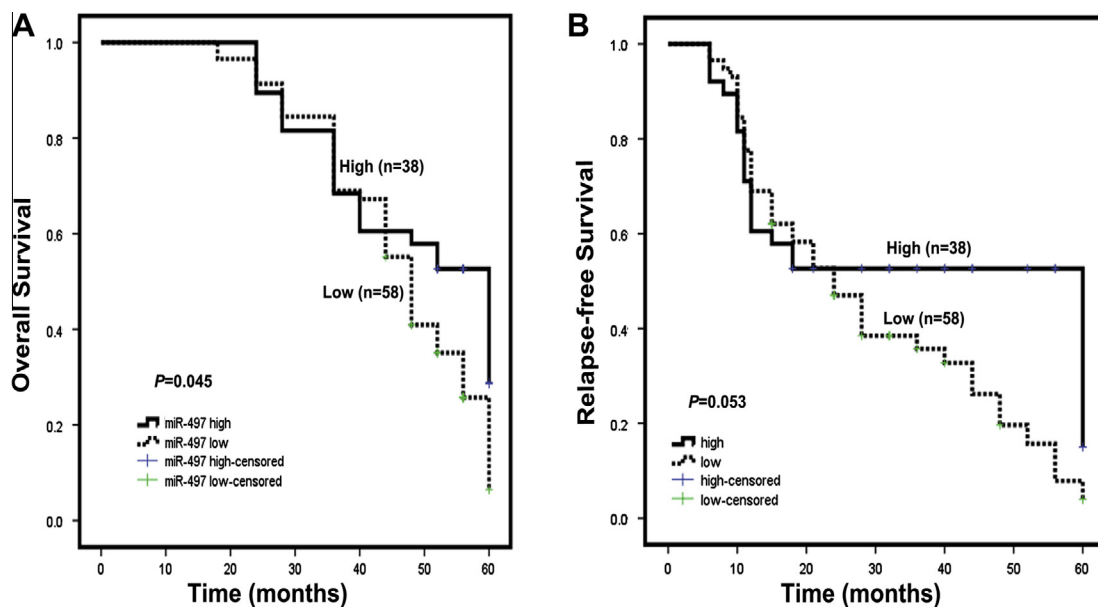 A
Overall Survival
1.0
0.8
0.6
0.4
0.2
0.0
High (n=38)
Low (n=58)
P=0.045
miR-497 high
miR-497 low
miR-497 high-censored
miR-497 low-censored
0 10 20 30 40 50 60
Time (months)
B
Relapse-free Survival
1.0
0.8
0.6
0.4
0.2
0.0
High (n=38)
Low (n=58)
P=0.053
high
low
high-censored
low-censored
0 10 20 30 40 50 60
Time (months)